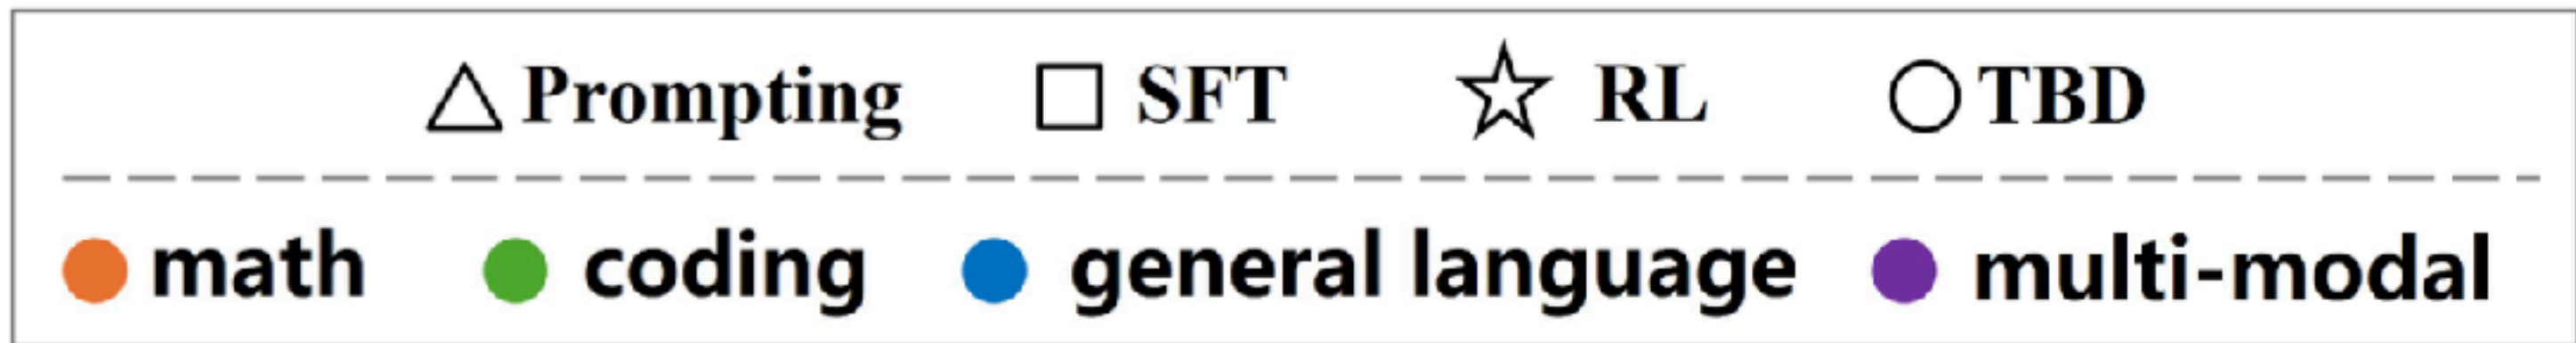 Prompting SFT RL TBD
math coding general language multi-modal